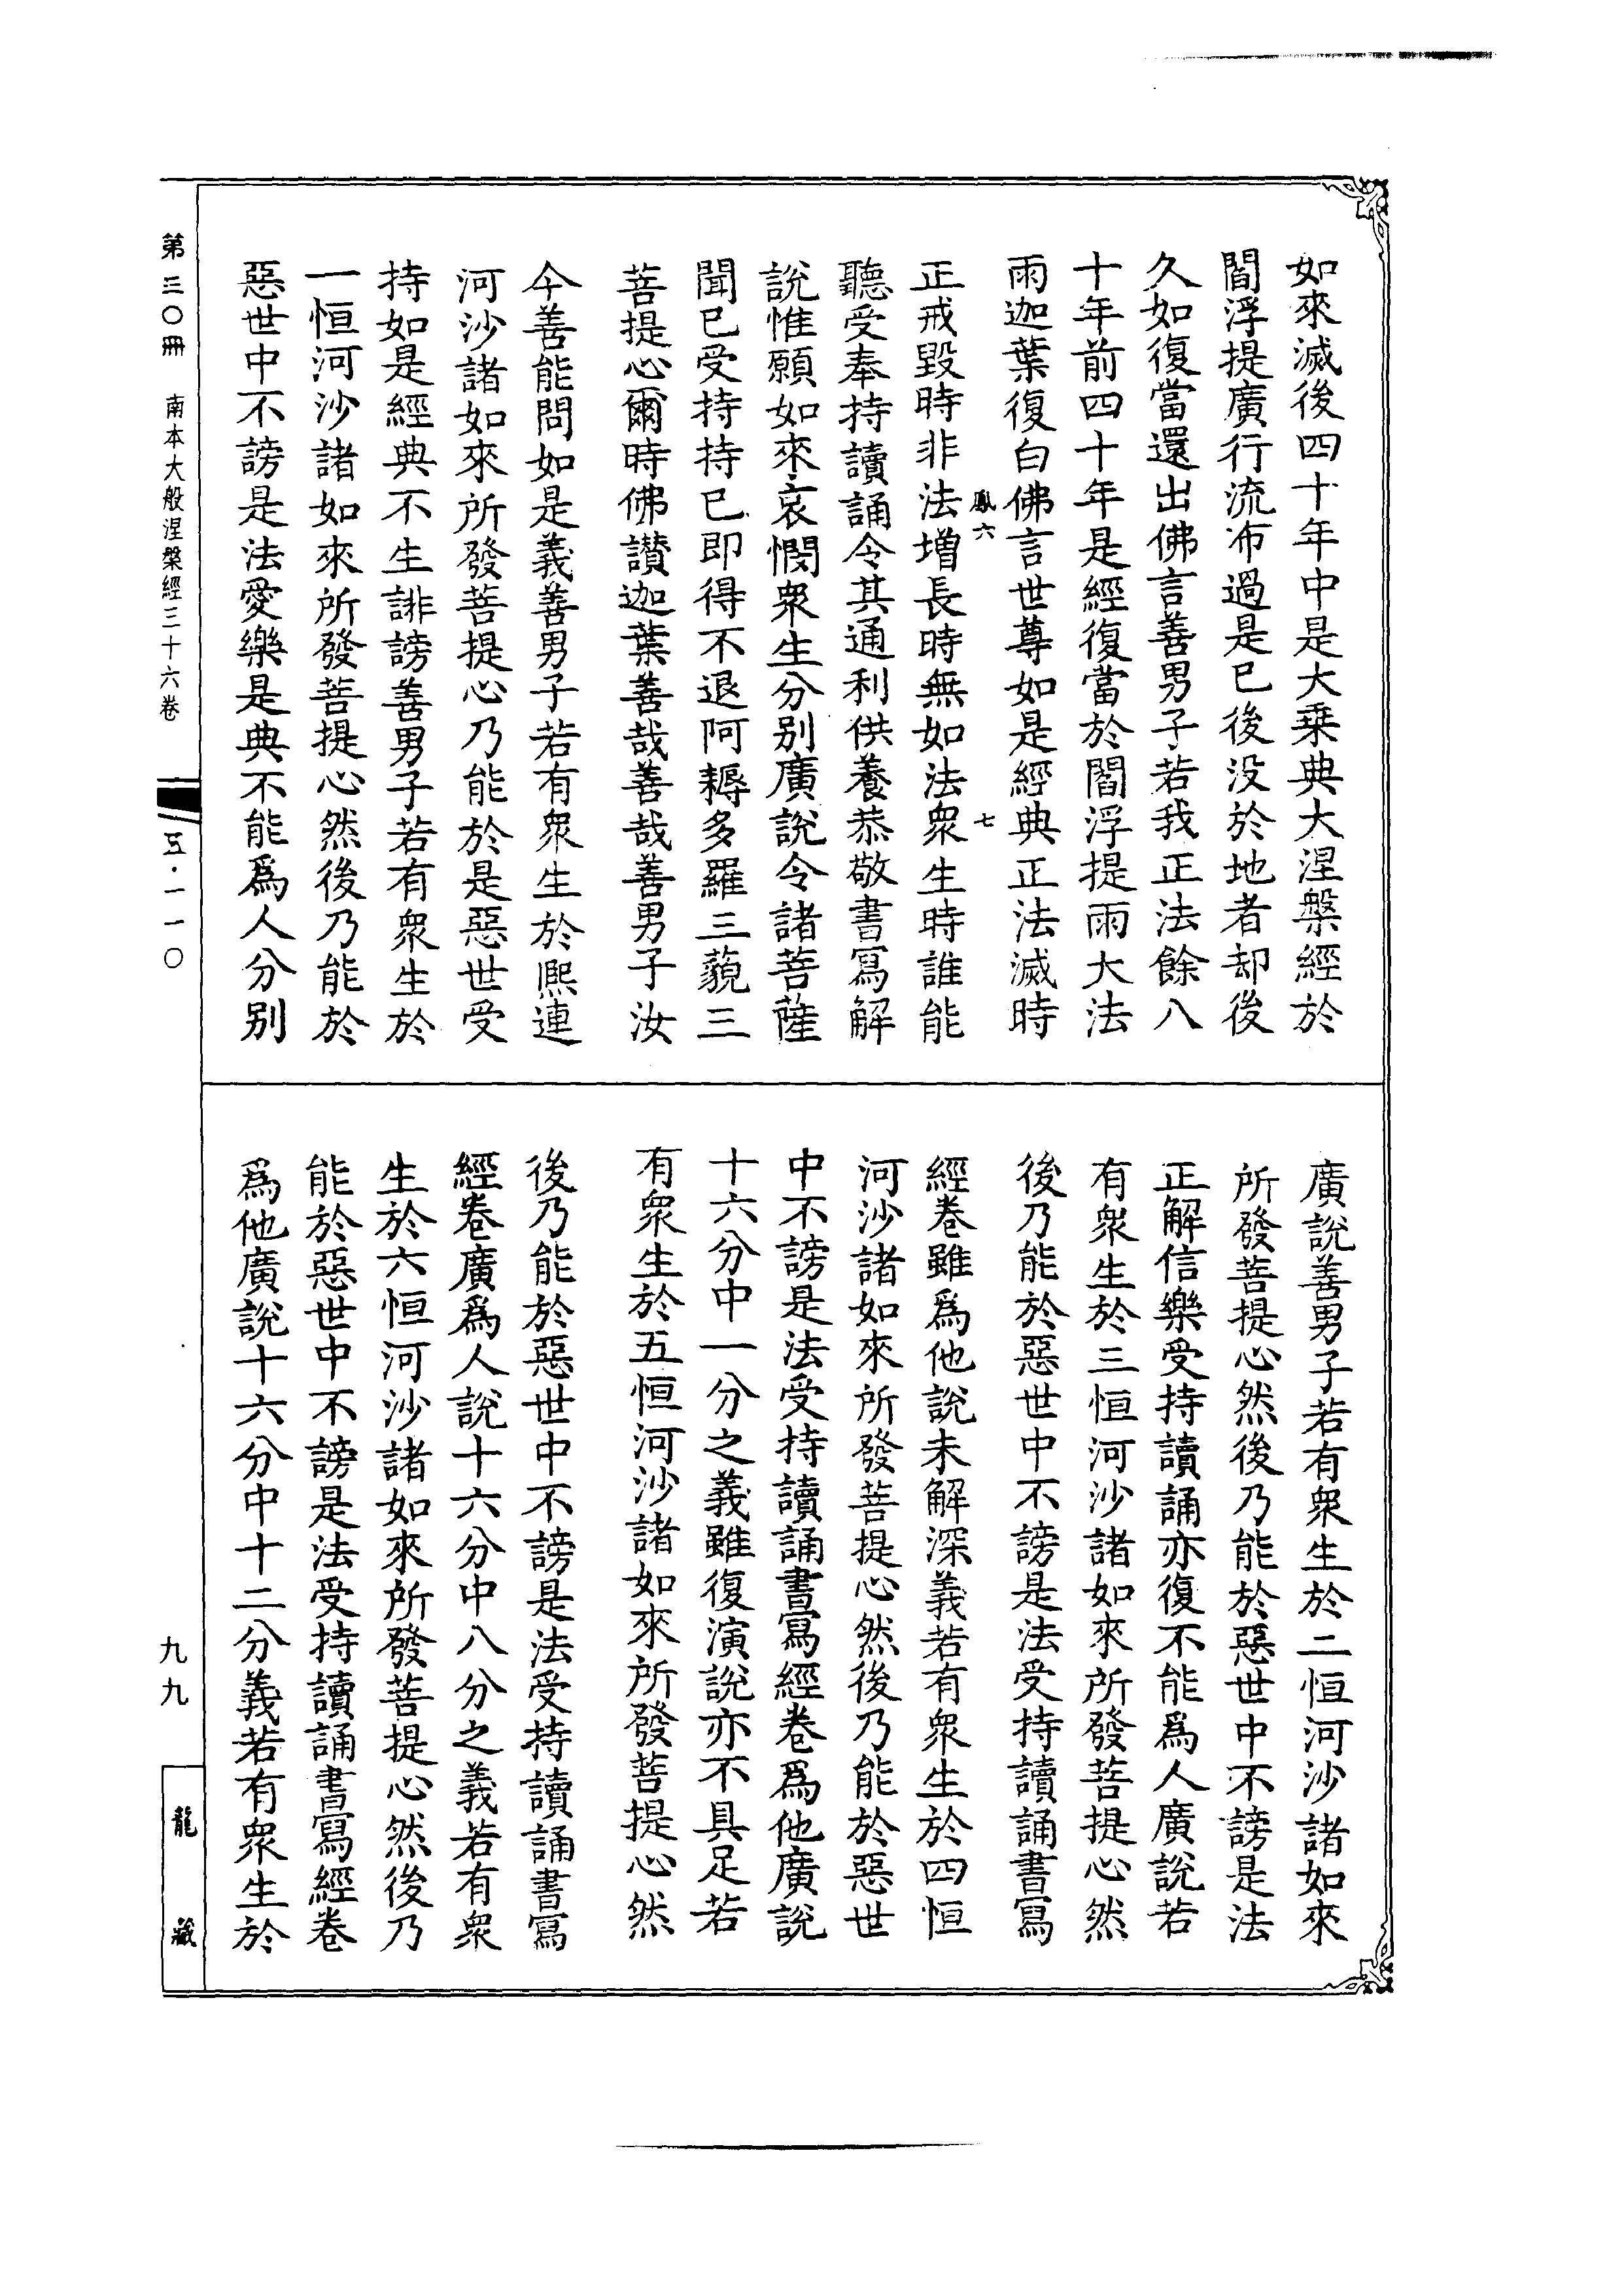 如來滅後四十年中是大乗典大涅槃經於
閻浮提廣行流布過是已後没於地者却後
久如復當還出佛言善男子若我正法餘八
十年前四十年是經復當於閻浮提雨大法
雨迦葉復白佛言世尊如是經典正法滅時
鳳六 七
正戒毀時非法増長時無如法衆生時誰能
聽受奉持讀誦令其通利供養恭敬書寫解
說惟願如來哀憫衆生分别廣說令諸菩薩
聞已受持持已即得不退阿耨多羅三藐三
菩提心爾時佛讃迦葉善哉善哉善男子汝
今善能問如是義善男子若有衆生於熈連
河沙諸如來所發菩提心乃能於是惡世受
持如是經典不生誹謗善男子若有衆生於
一恒河沙諸如來所發菩提心然後乃能於
惡世中不謗是法愛樂是典不能爲人分别
廣說善男子若有衆生於二恒河沙諸如來
所發菩提心然後乃能於惡世中不謗是法
正解信樂受持讀誦亦復不能爲人廣說若
有衆生於三恒河沙諸如來所發菩提心然
後乃能於惡世中不謗是法受持讀誦書寫
經卷雖爲他說未解深義若有衆生於四恒
河沙諸如來所發菩提心然後乃能於惡世
中不謗是法受持讀誦書寫經卷爲他廣說
十六分中一分之義雖復演說亦不具足若
有衆生於五恒河沙諸如來所發菩提心然
後乃能於惡世中不謗是法受持讀誦書寫
經卷廣爲人說十六分中八分之義若有衆
生於六恒河沙諸如來所發菩提心然後乃
能於惡世中不謗是法受持讀誦書寫經卷
爲他廣說十六分中十二分義若有衆生於
第三〇冊 南本大般涅槃經三十六卷 五·一一〇
九九
龍藏